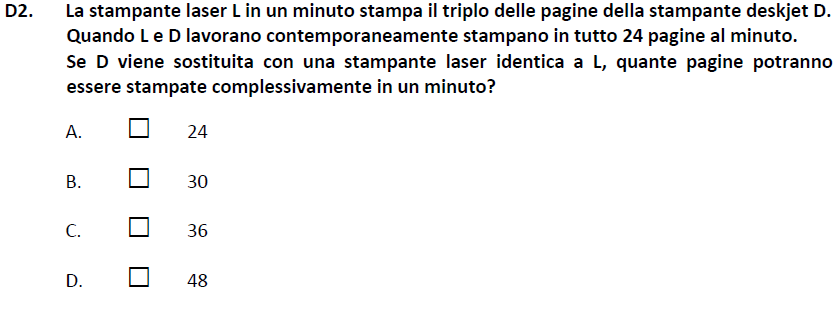 D2. La stampante laser L in un minuto stampa il triplo delle pagine della stampante deskjet D.
Quando L e D lavorano contemporaneamente stampano in tutto 24 pagine al minuto.
Se D viene sostituita con una stampante laser identica a L, quante pagine potranno
essere stampate complessivamente in un minuto?
A. 24
B. 30
C. 36
D. 48